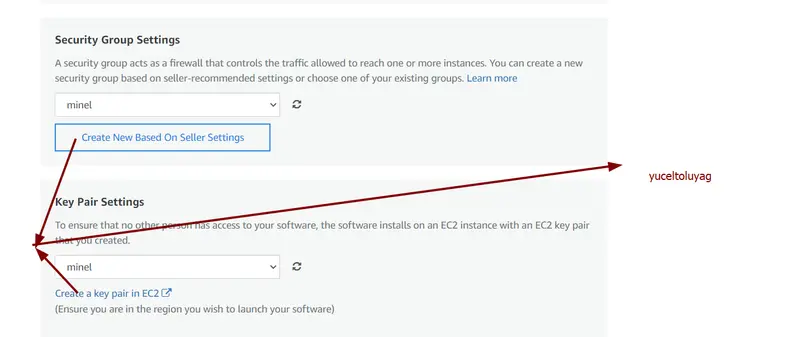 Security Group Settings
A security group acts as a firewall that controls the traffic allowed to reach one or more instances. You can create a new
security group based on seller-recommended settings or choose one of your existing groups. Learn more
minel
Create New Based On Seller Settings
yuceltoluyag
Key Pair Settings
To ensure that no other person has access to your software, the software installs on an EC2 instance with an EC2 key pair
that you created.
minel
Create a key pair in EC2
(Ensure you are in the region you wish to launch your software)